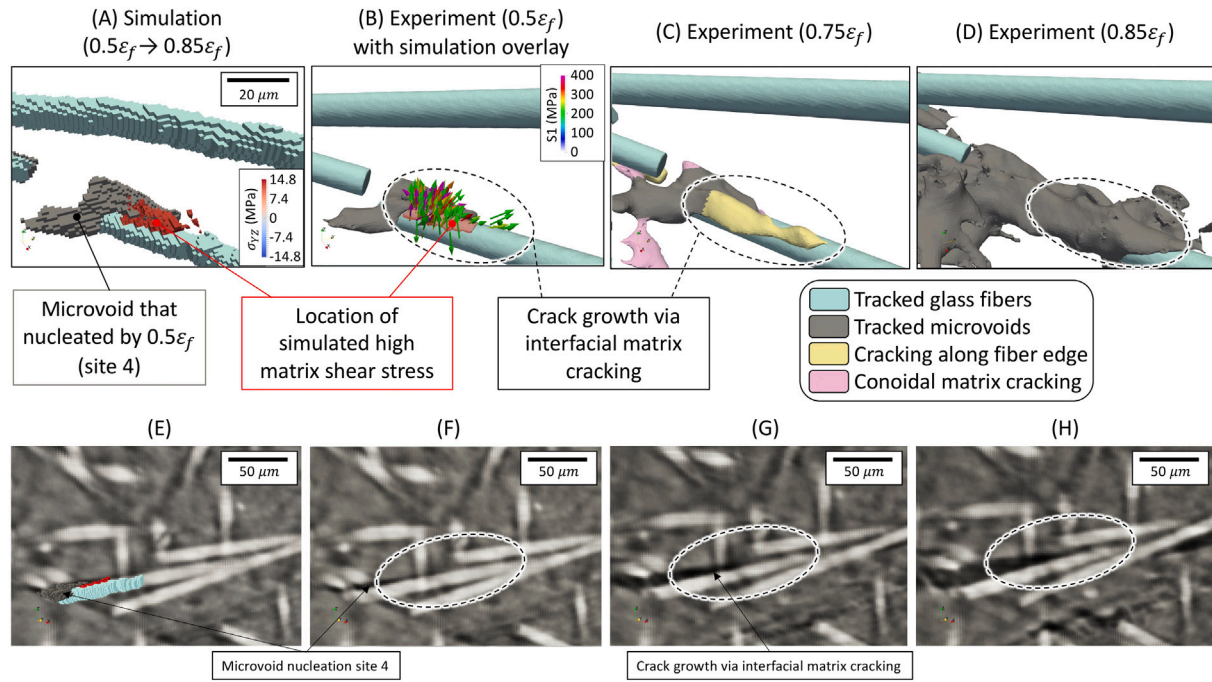 (A) Simulation
(0.5εf → 0.85εf)
(B) Experiment (0.5εf)
with simulation overlay
(C) Experiment (0.75εf)
(D) Experiment (0.85εf)
20 μm
σYZ (MPa)
14.8
7.4
0
-7.4
-14.8
S1 (MPa)
400
300
200
100
0
Microvoid that
nucleated by 0.5εf
(site 4)
Location of
simulated high
matrix shear stress
Crack growth via
interfacial matrix
cracking
Tracked glass fibers
Tracked microvoids
Cracking along fiber edge
Conoidal matrix cracking
(E)
(F)
(G)
(H)
50 μm
50 μm
50 μm
50 μm
Microvoid nucleation site 4
Crack growth via interfacial matrix cracking